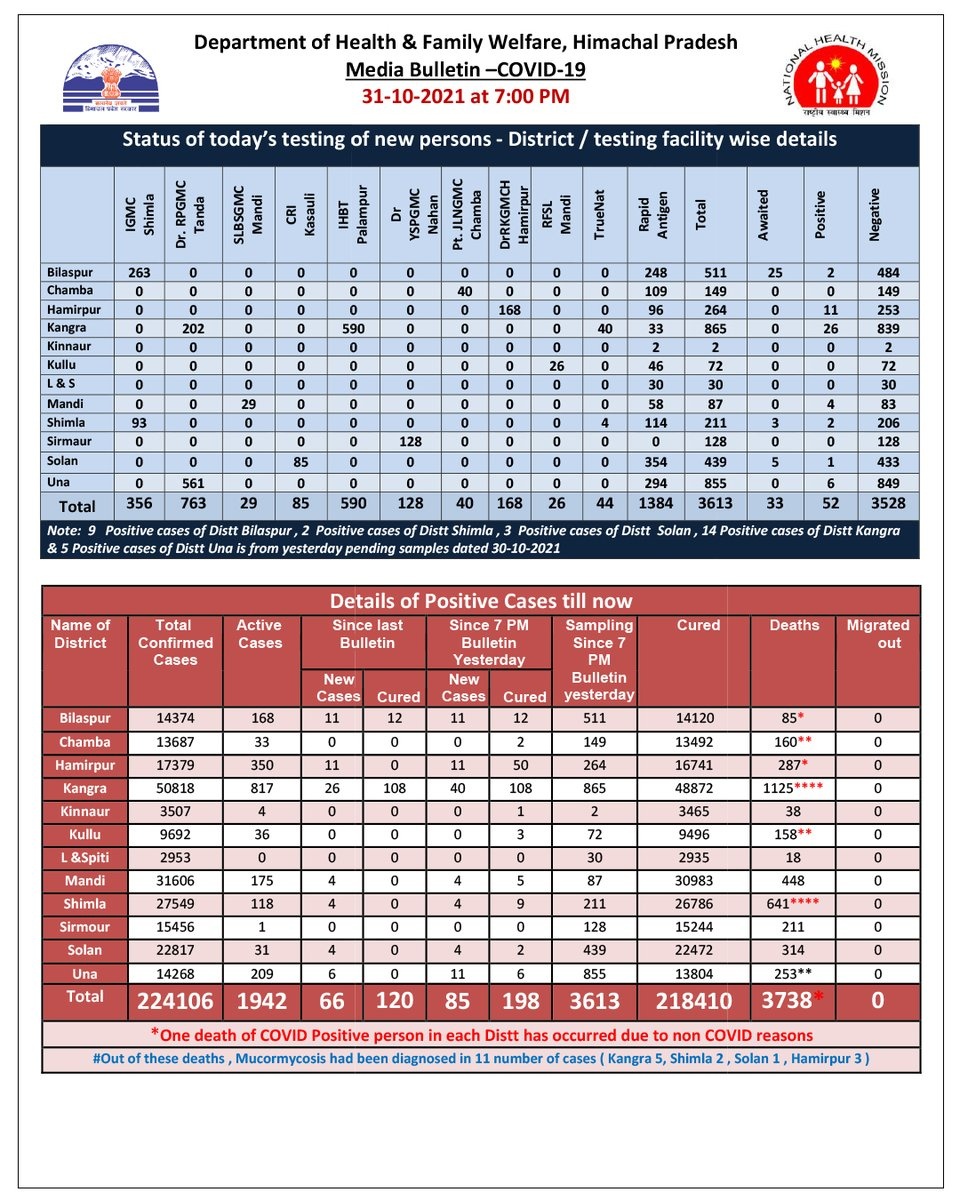 Department of Health & Family Welfare, Himachal Pradesh
Media Bulletin –COVID-19
31-10-2021 at 7:00 PM
हिमाचल प्रदेश सरकार
NATIONAL HEALTH MISSION
राष्ट्रीय स्वास्थ्य मिशन
Status of today's testing of new persons - District / testing facility wise details
IGMC Shimla | Dr. RPGMC Tanda | SLBSGMC Mandi | CRI Kasauli | IHBT Palampur | Dr YSPGMC Nahan | Pt. JLNGMC Chamba | DrRKGMCH Hamirpur | RFSL Mandi | TrueNat | Rapid Antigen | Total | Awaited | Positive | Negative
Bilaspur 263 0 0 0 0 0 0 0 0 0 248 511 25 2 484
Chamba 0 0 0 0 0 0 40 0 0 0 109 149 0 0 149
Hamirpur 0 0 0 0 0 0 0 168 0 0 96 264 0 11 253
Kangra 0 202 0 0 590 0 0 0 0 40 33 865 0 26 839
Kinnaur 0 0 0 0 0 0 0 0 0 0 2 2 0 0 2
Kullu 0 0 0 0 0 0 0 0 26 0 46 72 0 0 72
L & S 0 0 0 0 0 0 0 0 0 0 30 30 0 0 30
Mandi 0 0 29 0 0 0 0 0 0 0 58 87 0 4 83
Shimla 93 0 0 0 0 0 0 0 0 4 114 211 3 2 206
Sirmaur 0 0 0 0 0 128 0 0 0 0 0 128 0 0 128
Solan 0 0 0 85 0 0 0 0 0 0 354 439 5 1 433
Una 0 561 0 0 0 0 0 0 0 0 294 855 0 6 849
Total 356 763 29 85 590 128 40 168 26 44 1384 3613 33 52 3528
Note: 9 Positive cases of Distt Bilaspur , 2 Positive cases of Distt Shimla , 3 Positive cases of Distt Solan , 14 Positive cases of Distt Kangra
& 5 Positive cases of Distt Una is from yesterday pending samples dated 30-10-2021
Details of Positive Cases till now
Name of District | Total Confirmed Cases | Active Cases | Since last Bulletin | Since 7 PM Bulletin Yesterday | Sampling Since 7 PM Bulletin yesterday | Cured | Deaths | Migrated out
New Cases | Cured | New Cases | Cured
Bilaspur 14374 168 11 12 11 12 511 14120 85* 0
Chamba 13687 33 0 0 0 2 149 13492 160** 0
Hamirpur 17379 350 11 0 11 50 264 16741 287* 0
Kangra 50818 817 26 108 40 108 865 48872 1125**** 0
Kinnaur 3507 4 0 0 0 1 2 3465 38 0
Kullu 9692 36 0 0 0 3 72 9496 158** 0
L &Spiti 2953 0 0 0 0 0 30 2935 18 0
Mandi 31606 175 4 0 4 5 87 30983 448 0
Shimla 27549 118 4 0 4 9 211 26786 641**** 0
Sirmour 15456 1 0 0 0 0 128 15244 211 0
Solan 22817 31 4 0 4 2 439 22472 314 0
Una 14268 209 6 0 11 6 855 13804 253** 0
Total 224106 1942 66 120 85 198 3613 218410 3738* 0
*One death of COVID Positive person in each Distt has occurred due to non COVID reasons
#Out of these deaths , Mucormycosis had been diagnosed in 11 number of cases ( Kangra 5, Shimla 2 , Solan 1 , Hamirpur 3 )